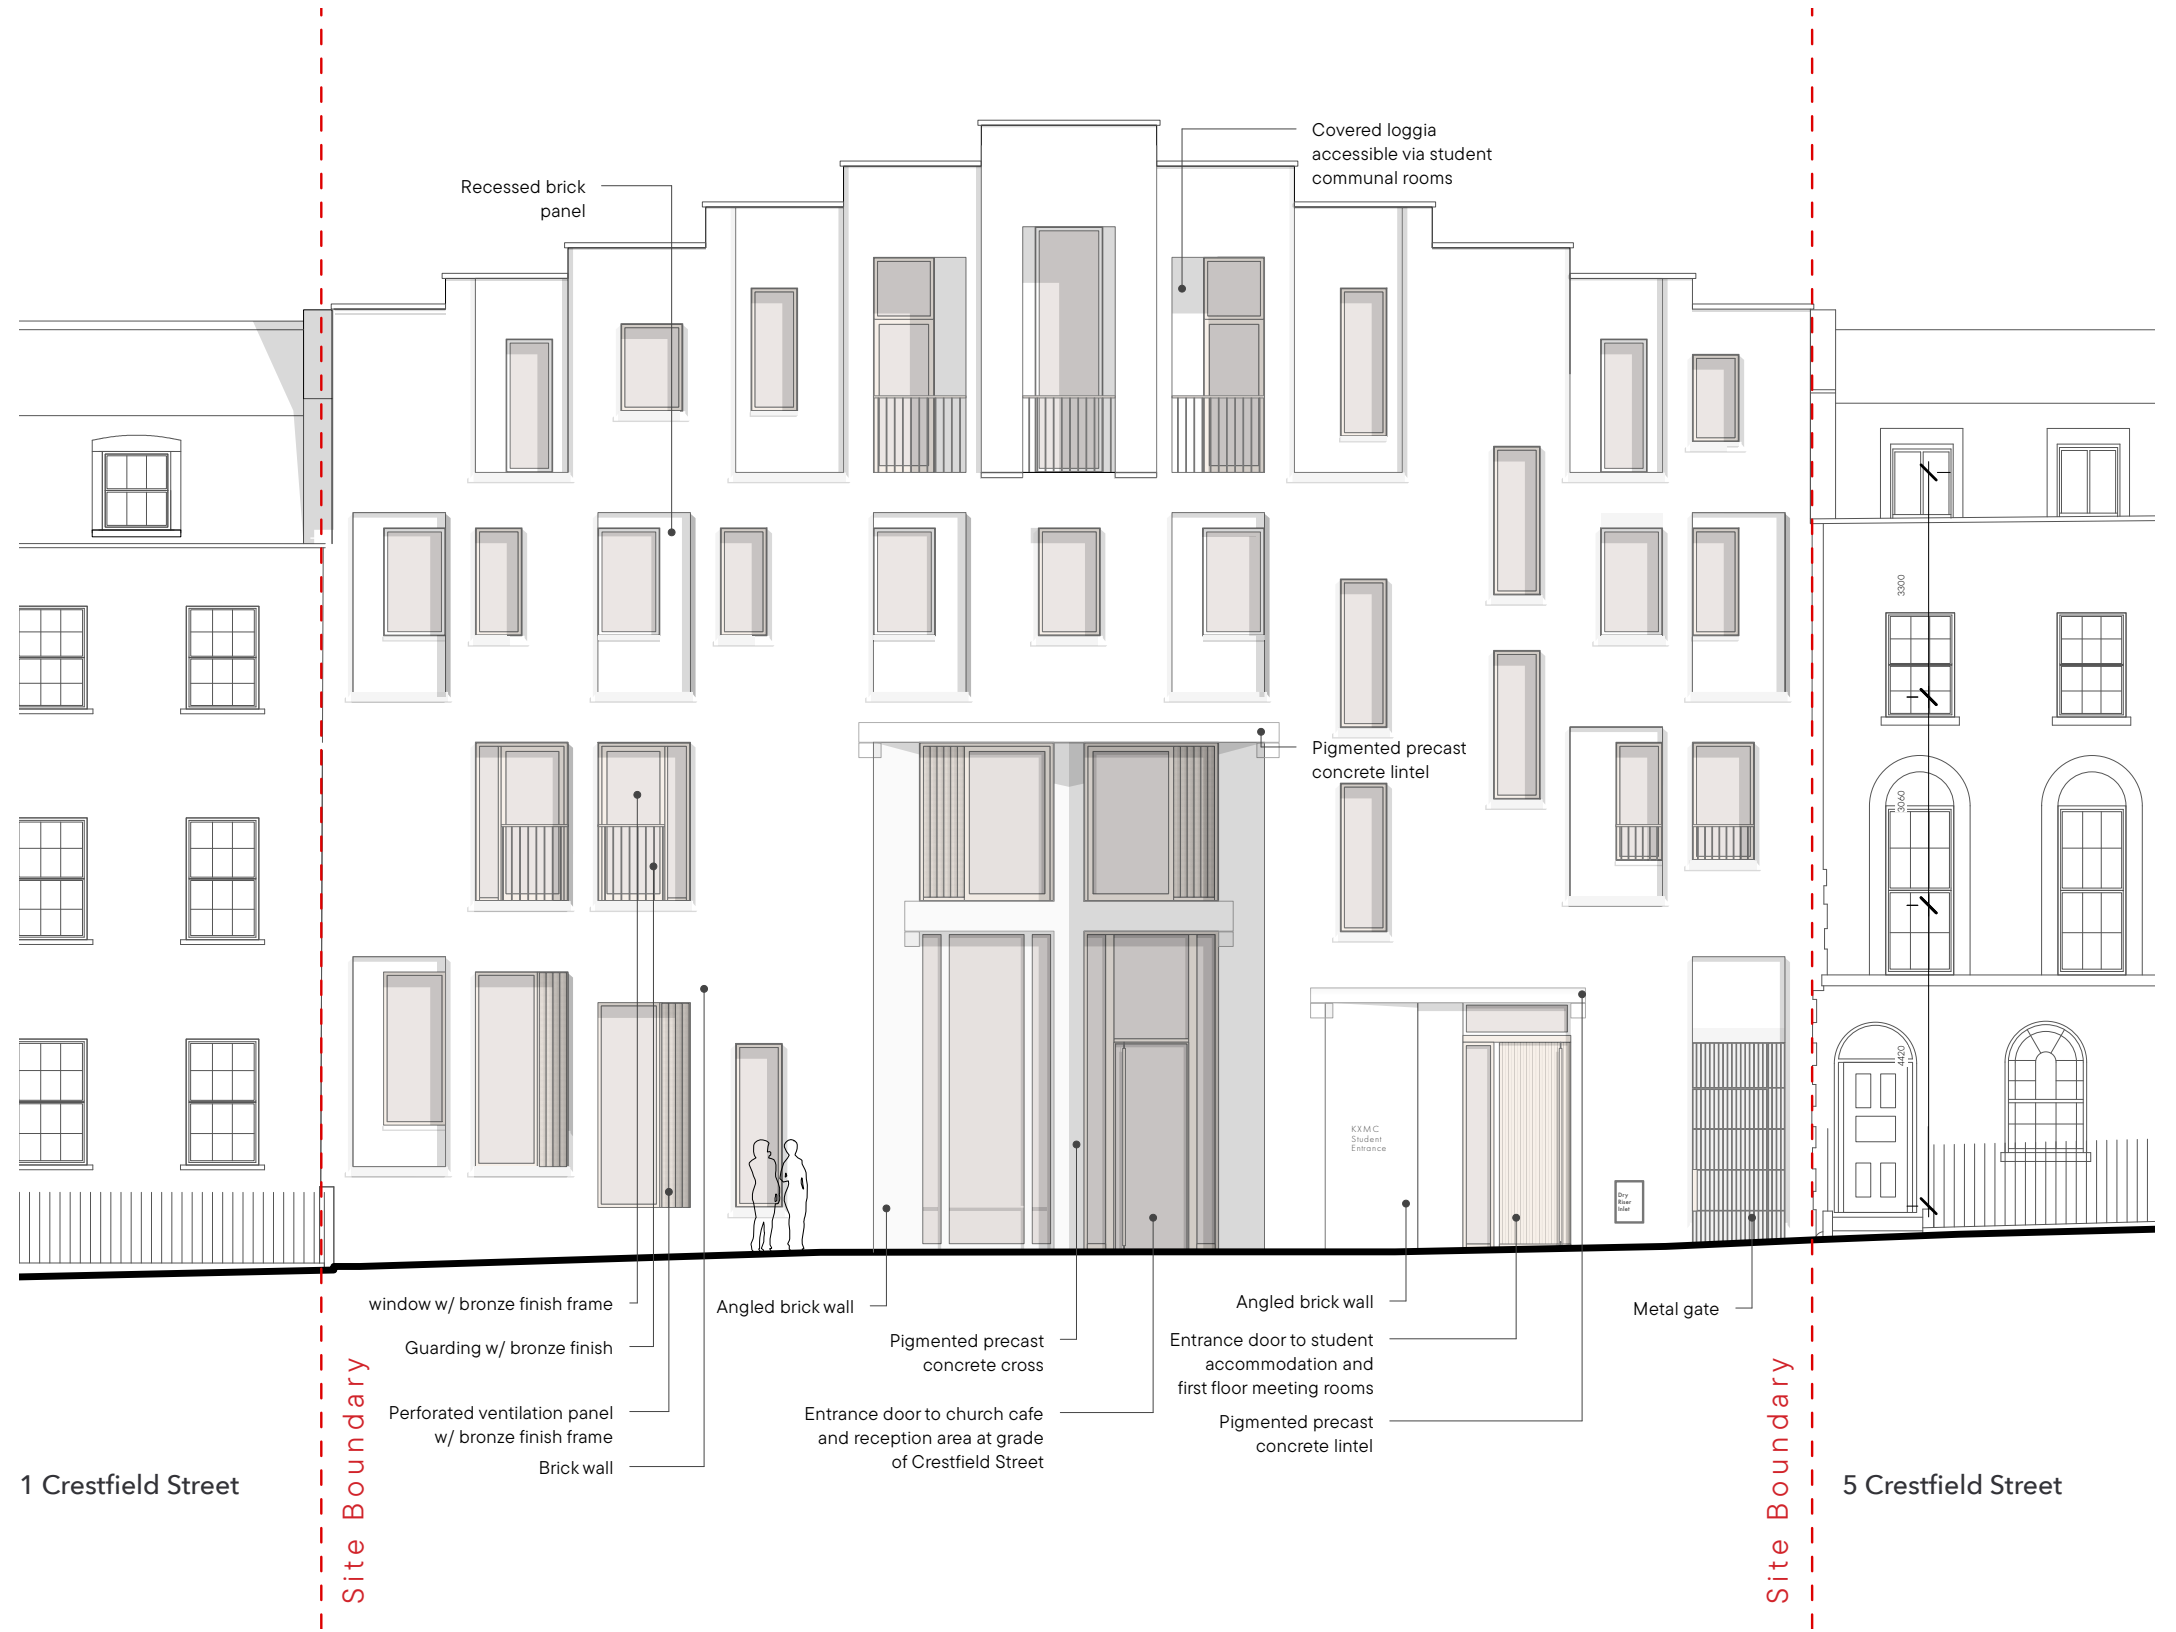 Covered loggia
accessible via student
communal rooms
Recessed brick
panel
3300
Pigmented precast
concrete lintel
3060
4420
KXMC
Student
Entrance
Dry
Riser
Inlet
window w/ bronze finish frame
Guarding w/ bronze finish
Perforated ventilation panel
w/ bronze finish frame
Brick wall
Angled brick wall
Pigmented precast
concrete cross
Entrance door to church cafe
and reception area at grade
of Crestfield Street
Angled brick wall
Entrance door to student
accommodation and
first floor meeting rooms
Pigmented precast
concrete lintel
Metal gate
1 Crestfield Street
Site Boundary
Site Boundary
5 Crestfield Street